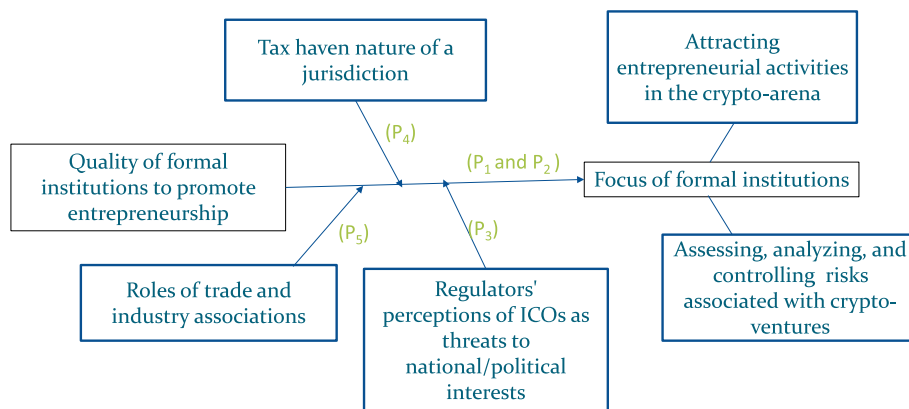 Tax haven nature of a
jurisdiction
Attracting
entrepreneurial activities
in the crypto-arena
(P₄)
Quality of formal
institutions to promote
entrepreneurship
(P₁ and P₂)
Focus of formal institutions
(P₅)
(P₃)
Roles of trade and
industry associations
Regulators'
perceptions of ICOs as
threats to
national/political
interests
Assessing, analyzing, and
controlling risks
associated with crypto-
ventures